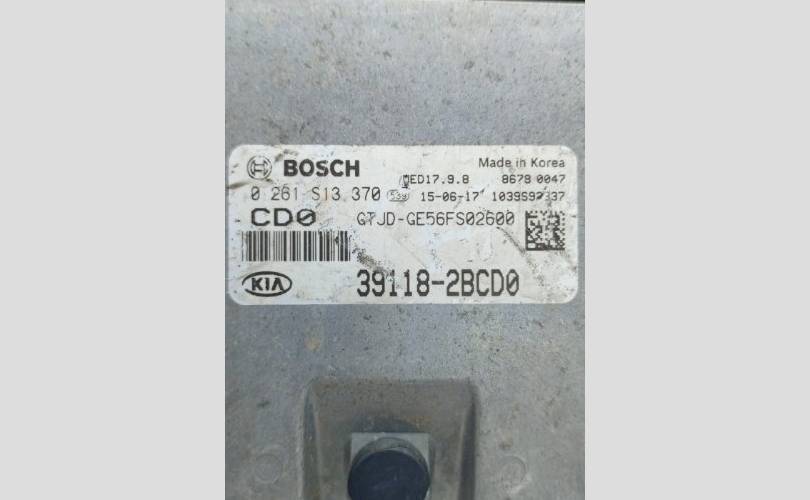 BOSCH
Made in Korea
MED17.9.8 8678 0047
0 261 S13 370 15-06-17
CD0 GTJD-GE56FS02600
KIA 39118-2BCD0